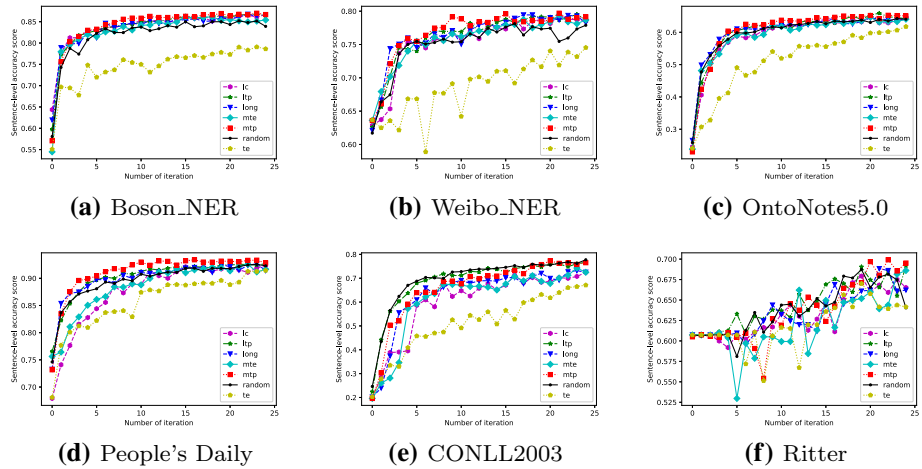 Sentence-level accuracy score
0.85
0.80
0.75
0.70
0.65
0.60
0.55
0 5 10 15 20 25
Number of iteration
lc
ltp
long
mte
mtp
random
te
(a) Boson_NER
Sentence-level accuracy score
0.80
0.75
0.70
0.65
0.60
0 5 10 15 20 25
Number of iteration
lc
ltp
long
mte
mtp
random
te
(b) Weibo_NER
Sentence-level accuracy score
0.6
0.5
0.4
0.3
0 5 10 15 20 25
Number of iteration
lc
ltp
long
mte
mtp
random
te
(c) OntoNotes5.0
Sentence-level accuracy score
0.90
0.85
0.80
0.75
0.70
0 5 10 15 20 25
Number of iteration
lc
ltp
long
mte
mtp
random
te
(d) People's Daily
Sentence-level accuracy score
0.8
0.7
0.6
0.5
0.4
0.3
0.2
0 5 10 15 20 25
Number of iteration
lc
ltp
long
mte
mtp
random
te
(e) CONLL2003
Sentence-level accuracy score
0.700
0.675
0.650
0.625
0.600
0.575
0.550
0.525
0 5 10 15 20 25
Number of iteration
lc
ltp
long
mte
mtp
random
te
(f) Ritter